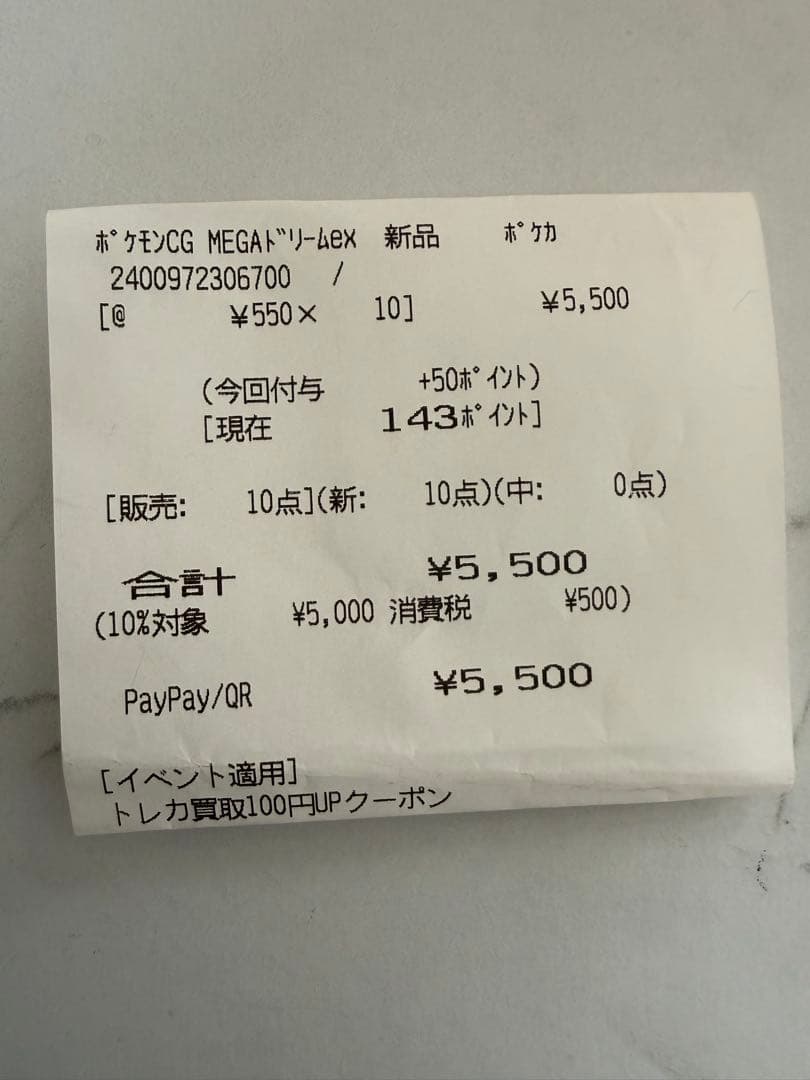 ﾎﾟｹﾓﾝCG MEGAﾄﾞﾘｰﾑex 新品 ﾎﾟｹｶ
2400972306700 /
[@ ¥550× 10] ¥5,500
(今回付与 +50ﾎﾟｲﾝﾄ)
[現在 143ﾎﾟｲﾝﾄ]
[販売: 10点](新: 10点)(中: 0点)
合計 ¥5,500
(10%対象 ¥5,000 消費税 ¥500)
PayPay/QR ¥5,500
[イベント適用]
トレカ買取100円UPクーポン